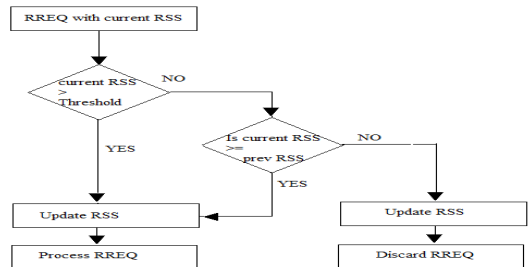 RREQ with current RSS
current RSS
>
Threshold
NO
YES
Is current RSS
>=
prev RSS
NO
YES
Update RSS
Update RSS
Process RREQ
Discard RREQ